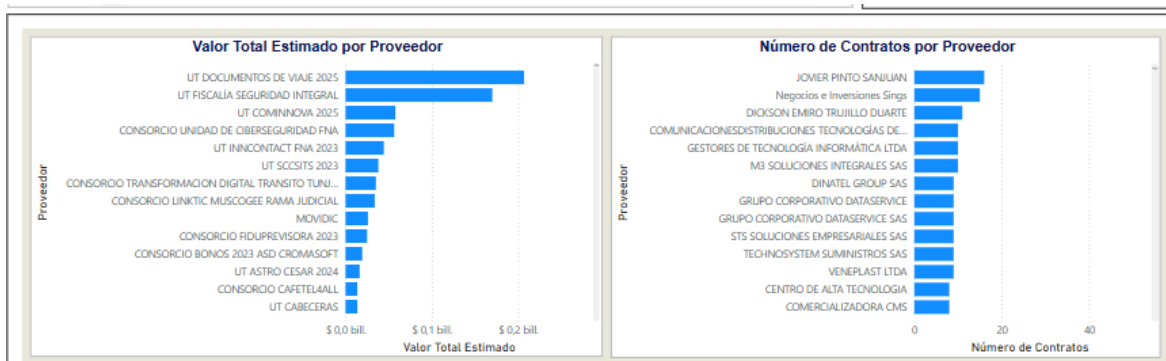 Valor Total Estimado por Proveedor
UT DOCUMENTOS DE VIAJE 2025
UT FISCALÍA SEGURIDAD INTEGRAL
UT COMINNOVA 2025
CONSORCIO UNIDAD DE CIBERSEGURIDAD FNA
UT INNCONTACT FNA 2023
UT SCCSITS 2023
CONSORCIO TRANSFORMACION DIGITAL TRANSITO TUNJ...
CONSORCIO LINKTIC MUSCOGEE RAMA JUDICIAL
MOVIDIC
CONSORCIO FIDUPREVISORA 2023
CONSORCIO BONOS 2023 ASD CROMASOFT
UT ASTRO CESAR 2024
CONSORCIO CAFETEL4ALL
UT CABECERAS
Proveedor
$ 0,0 bill.
$ 0,1 bill.
$ 0,2 bill.
Valor Total Estimado
Número de Contratos por Proveedor
JOVIER PINTO SANJUAN
Negocios e Inversiones Sings
DICKSON EMIRO TRUJILLO DUARTE
COMUNICACIONESDISTRIBUCIONES TECNOLOGÍAS DE...
GESTORES DE TECNOLOGÍA INFORMÁTICA LTDA
M3 SOLUCIONES INTEGRALES SAS
DINATEL GROUP SAS
GRUPO CORPORATIVO DATASERVICE
GRUPO CORPORATIVO DATASERVICE SAS
STS SOLUCIONES EMPRESARIALES SAS
TECHNOSYSTEM SUMINISTROS SAS
VENEPLAST LTDA
CENTRO DE ALTA TECNOLOGIA
COMERCIALIZADORA CMS
Proveedor
0
20
40
Número de Contratos